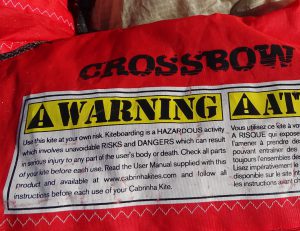 CROSSBOW
WARNING
Use this kite at your own risk. Kiteboarding is a HAZARDOUS activity
which involves unavoidable RISKS and DANGERS which can result
in serious injury to any part of the user's body or death. Check all parts
of your kite before each use. Read the User Manual supplied with this
product and available at www.cabrinhakites.com and follow all
instructions before each use of your Cabrinha Kite.
AT
Vous utilisez ce kite à vo
A RISQUE qui expose
l'amener à prendre de
pouvant entraîner des
toujours l'ensemble de
Lisez impérativement le
disponible sur le site int
les instructions avant ch